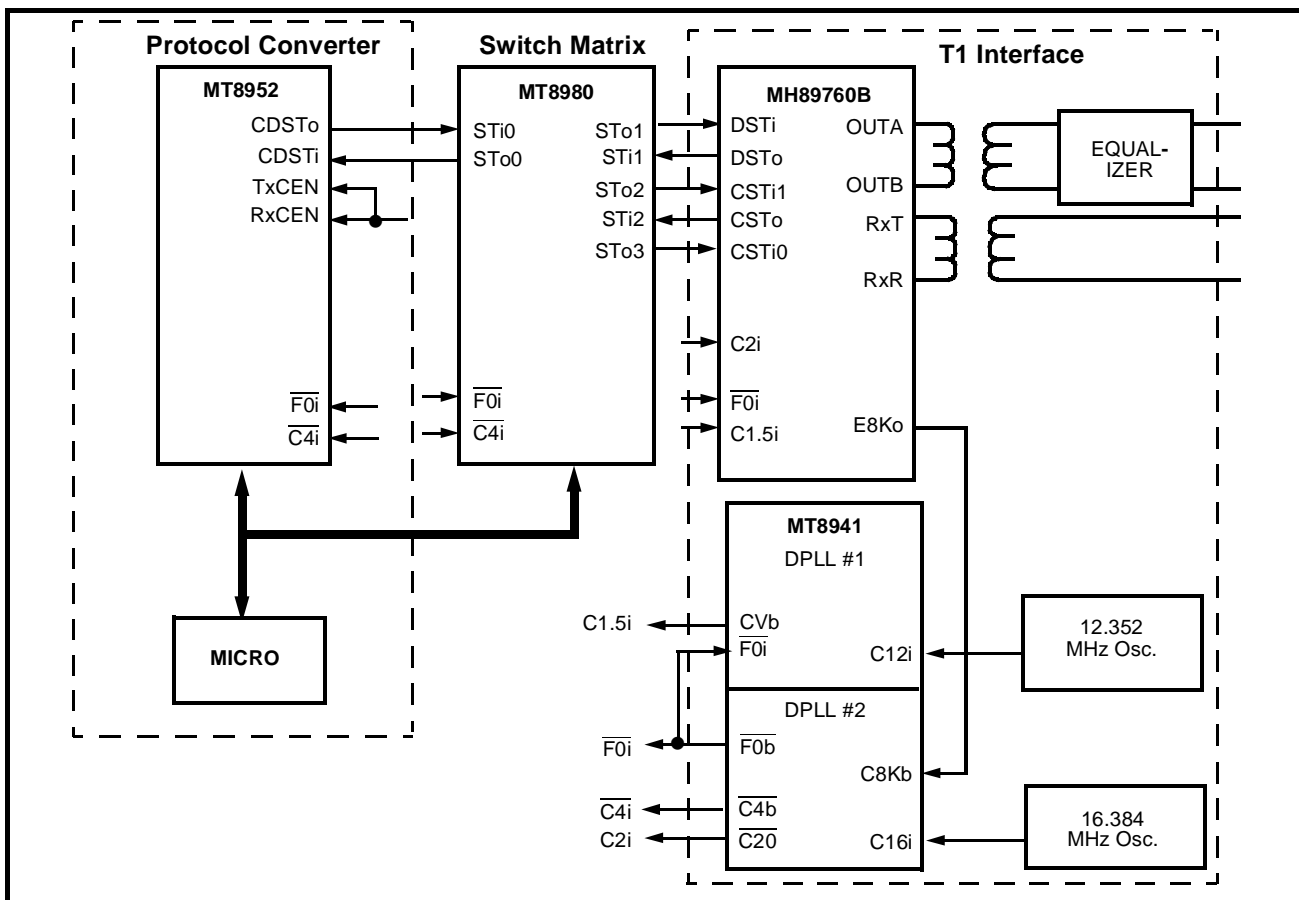 Protocol Converter
Switch Matrix
T1 Interface
MT8952
CDSTo
CDSTi
TxCEN
RxCEN
F0i
C4i
MT8980
STi0
STo0
STo1
STi1
STo2
STi2
STo3
F0i
C4i
MH89760B
DSTi
DSTo
CSTi1
CSTo
CSTi0
C2i
F0i
C1.5i
OUTA
OUTB
RxT
RxR
E8Ko
EQUAL-
IZER
MICRO
MT8941
DPLL #1
C1.5i
CVb
F0i
C12i
12.352
MHz Osc.
DPLL #2
F0i
F0b
C8Kb
C4i
C4b
C2i
C20
C16i
16.384
MHz Osc.